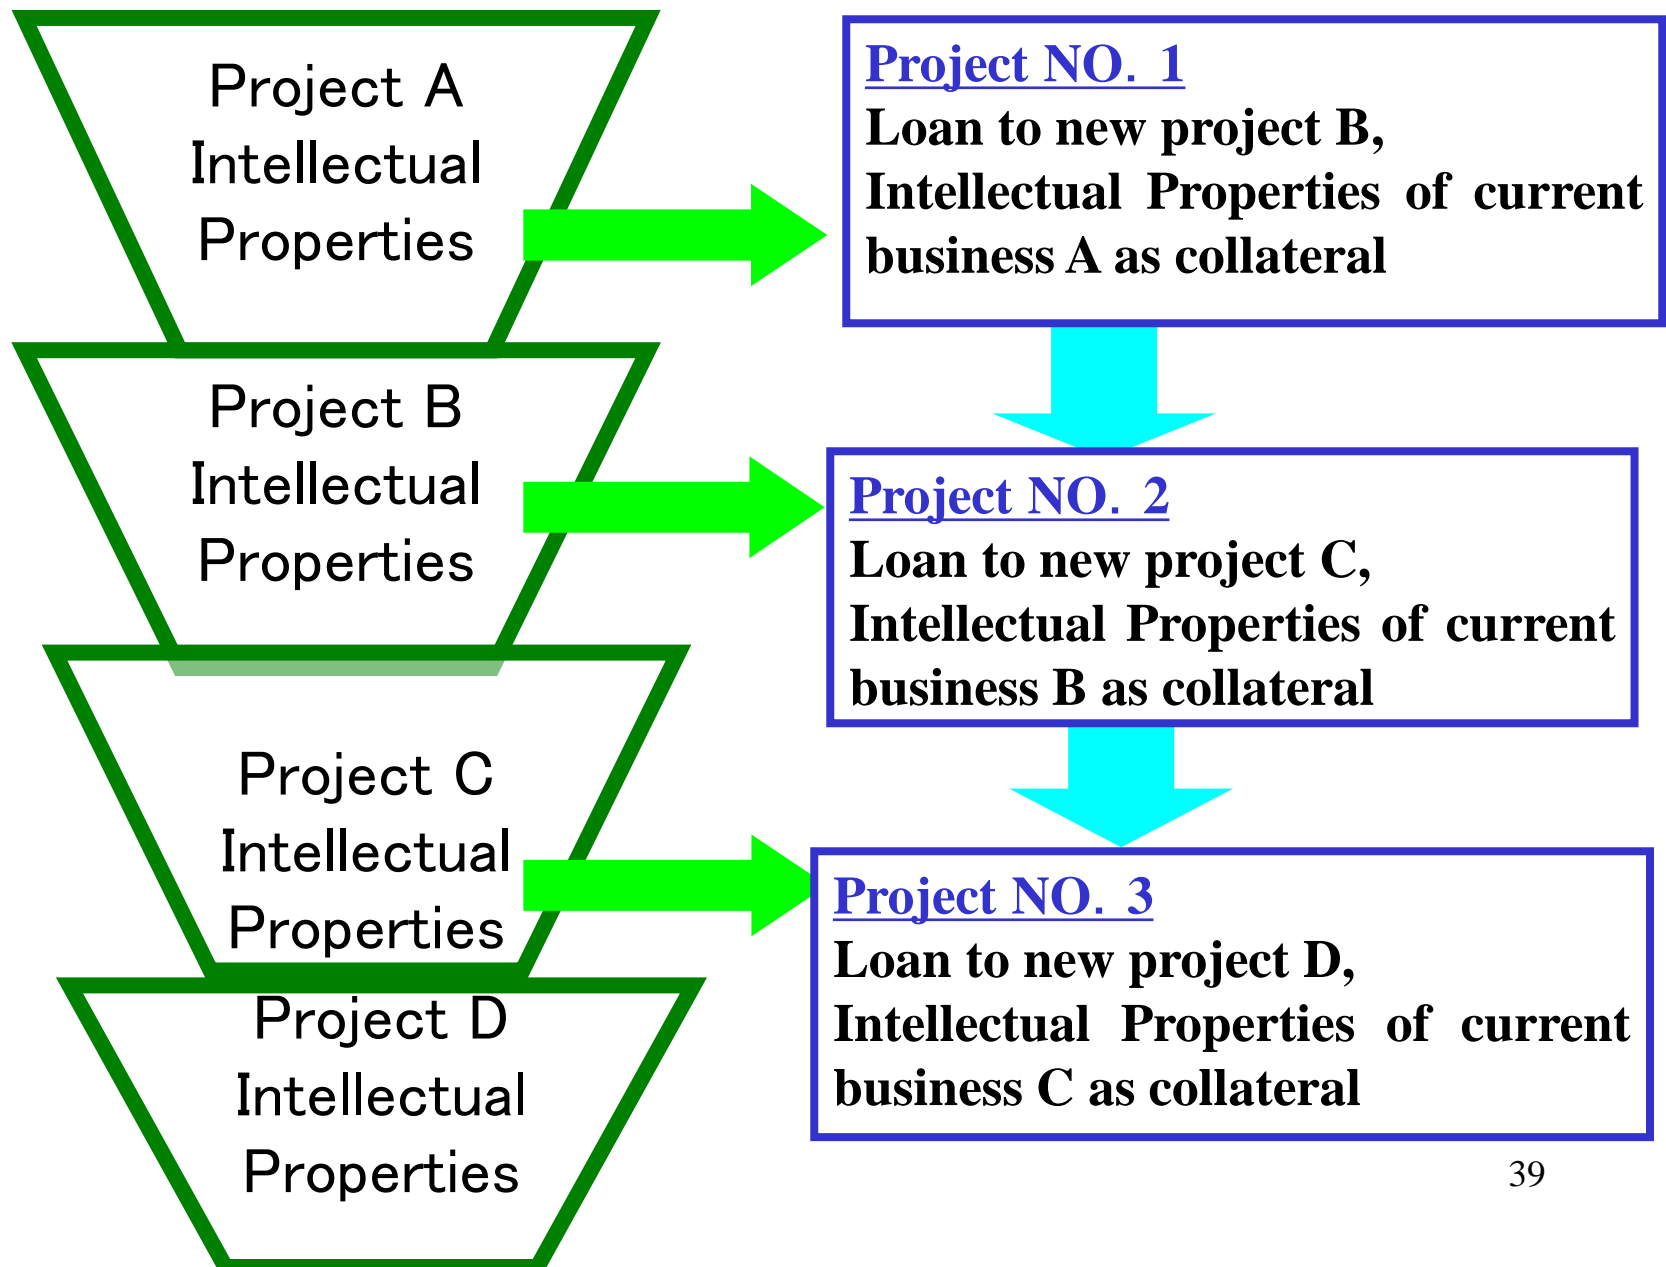 Project A
Intellectual
Properties
Project NO. 1
Loan to new project B,
Intellectual Properties of current
business A as collateral
Project B
Intellectual
Properties
Project NO. 2
Loan to new project C,
Intellectual Properties of current
business B as collateral
Project C
Intellectual
Properties
Project NO. 3
Loan to new project D,
Intellectual Properties of current
business C as collateral
Project D
Intellectual
Properties
39